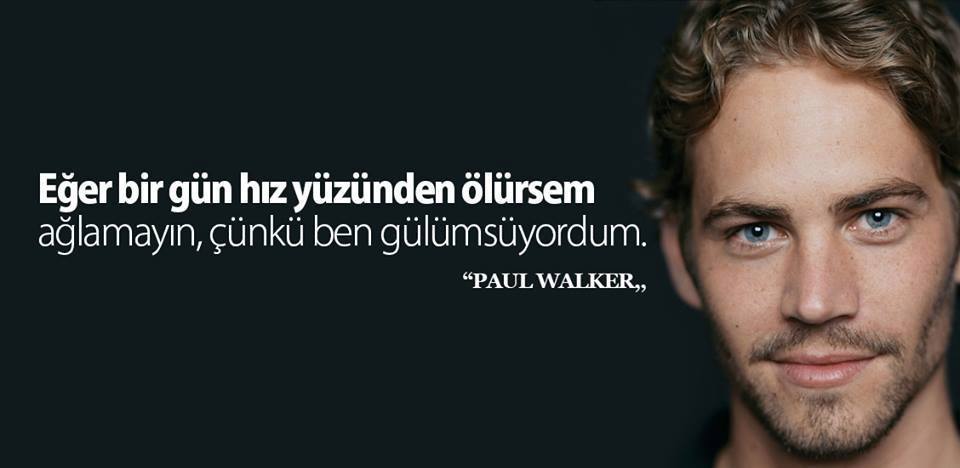 Eğer bir gün hız yüzünden ölürsem
ağlamayın, çünkü ben gülümsüyordum.
“PAUL WALKER„